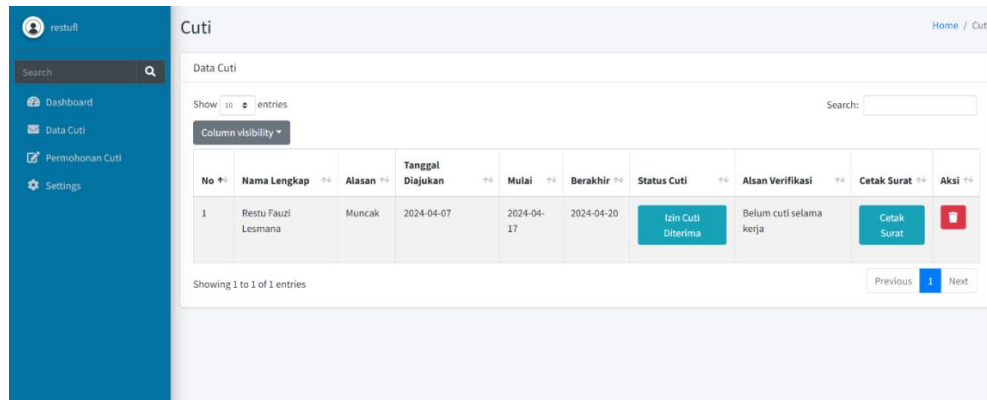 restufl
Search
Dashboard
Data Cuti
Permohonan Cuti
Settings
Cuti
Home / Cut
Data Cuti
Show 10 entries
Search:
Column visibility
No Nama Lengkap Alasan Tanggal Diajukan Mulai Berakhir Status Cuti Alsan Verifikasi Cetak Surat Aksi
1 Restu Fauzi Muncak 2024-04-07 2024-04- 2024-04-20 Izin Cuti Belum cuti selama Cetak
Lesmana 17 Diterima kerja Surat
Showing 1 to 1 of 1 entries
Previous 1 Next